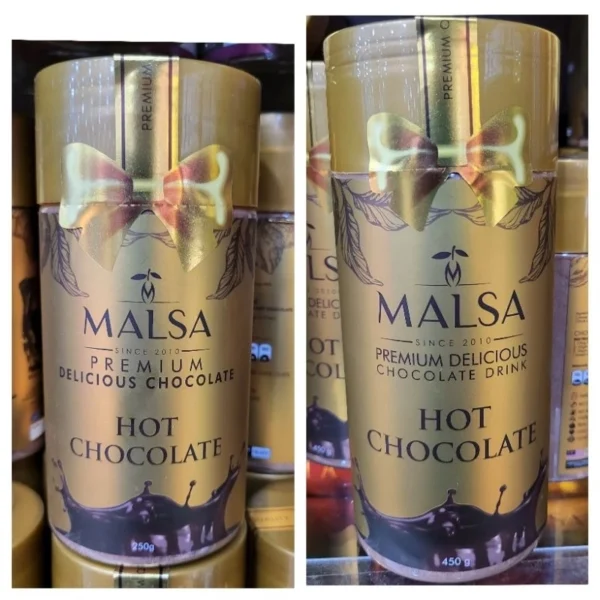 PREMIUM
MALSA
SINCE 2010
PREMIUM
DELICIOUS CHOCOLATE
HOT
CHOCOLATE
250g
PREMIUM
MALSA
SINCE 2010
PREMIUM DELICIOUS
CHOCOLATE DRINK
HOT
CHOCOLATE
450 g